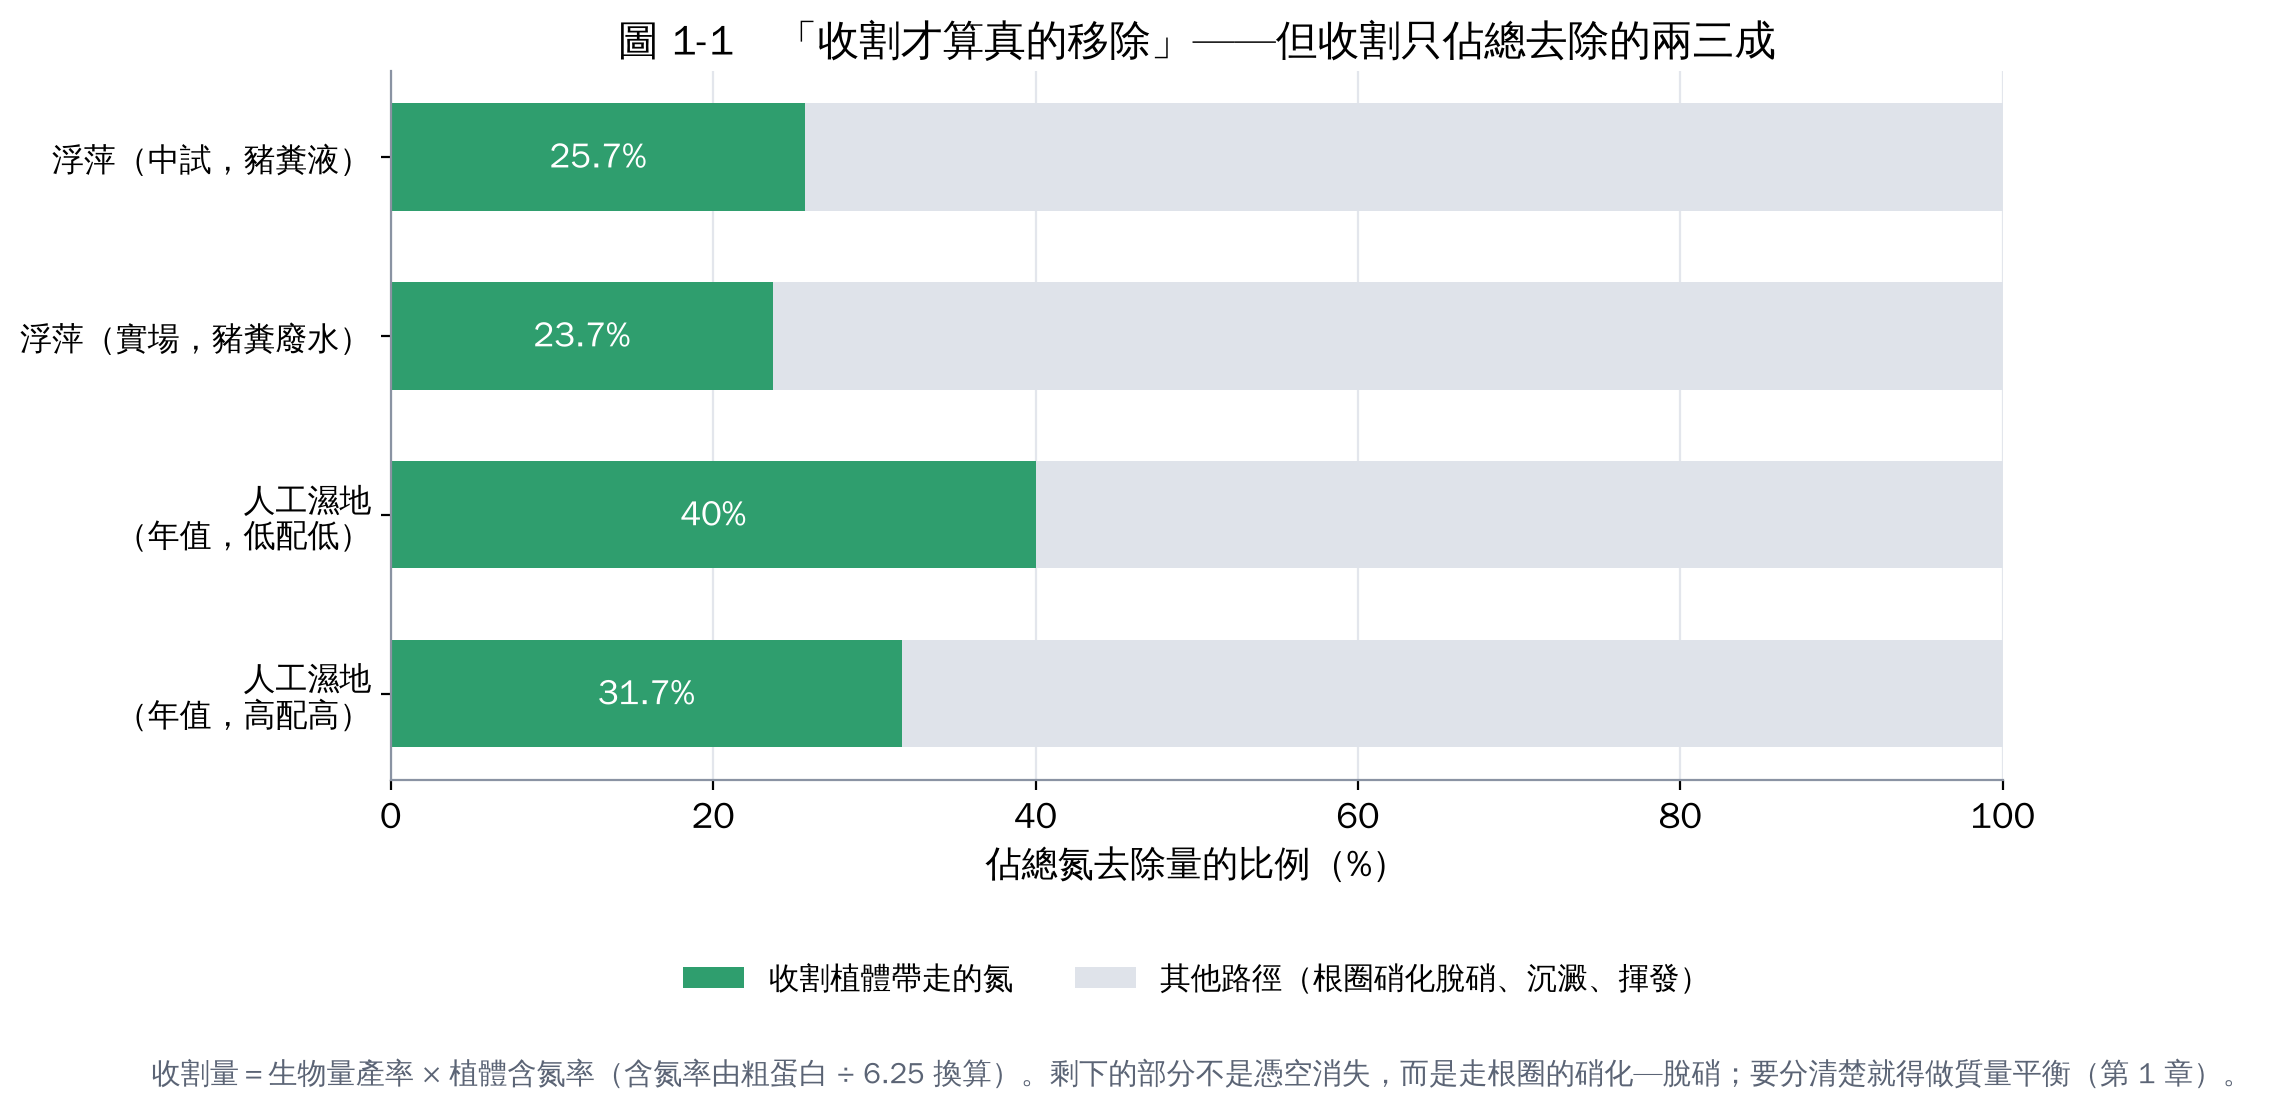 圖 1-1　「收割才算真的移除」——但收割只佔總去除的兩三成
浮萍（中試，豬糞液）
25.7%
浮萍（實場，豬糞廢水）
23.7%
人工濕地
（年值，低配低）
40%
人工濕地
（年值，高配高）
31.7%
0 20 40 60 80 100
佔總氮去除量的比例（%）
收割植體帶走的氮
其他路徑（根圈硝化脫硝、沉澱、揮發）
收割量＝生物量產率 × 植體含氮率（含氮率由粗蛋白 ÷ 6.25 換算）。剩下的部分不是憑空消失，而是走根圈的硝化—脫硝；要分清楚就得做質量平衡（第 1 章）。